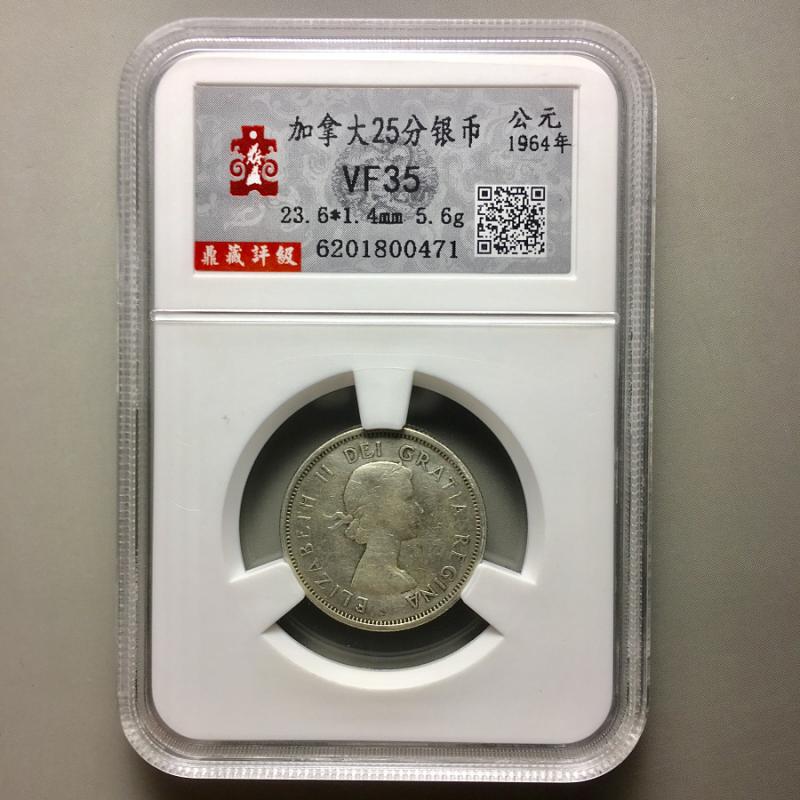 加拿大25分银币
公元
1964年
VF35
23.6*1.4mm 5.6g
6201800471
鼎藏評級
ELIZABETH II DEI GRATIA REGINA